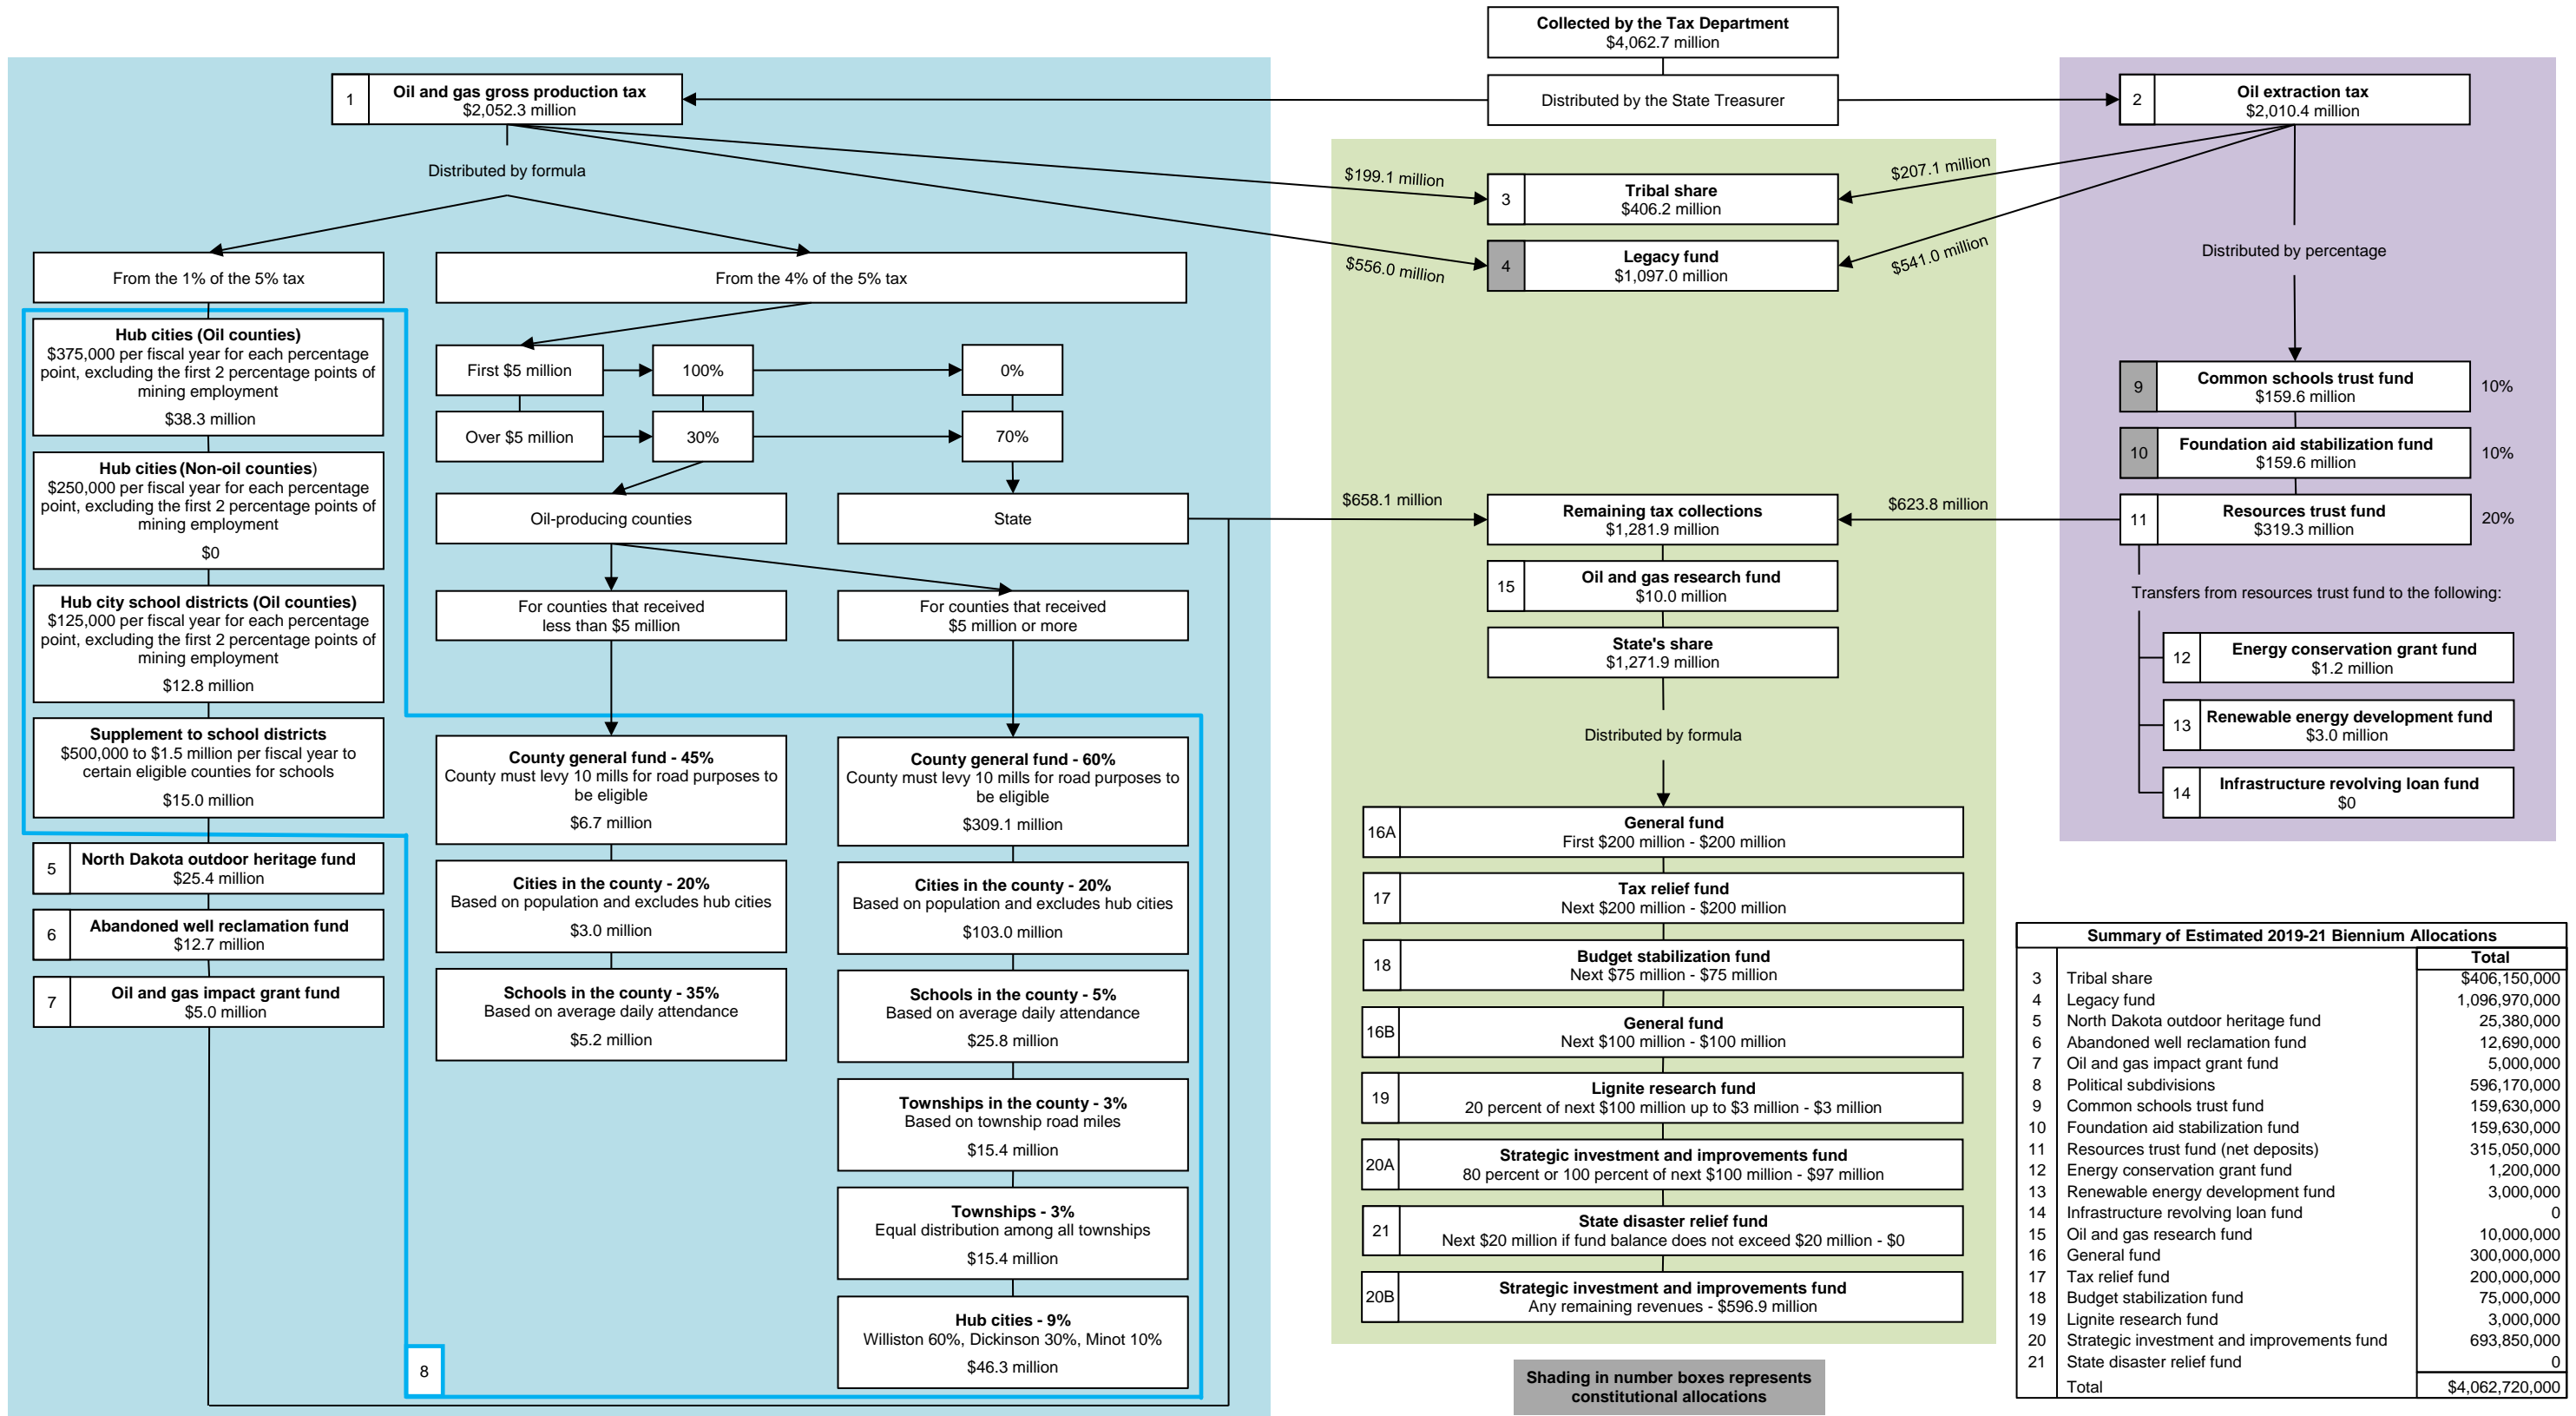 Collected by the Tax Department
$4,062.7 million
Distributed by the State Treasurer
1
Oil and gas gross production tax
$2,052.3 million
2
Oil extraction tax
$2,010.4 million
Distributed by formula
From the 1% of the 5% tax
From the 4% of the 5% tax
Hub cities (Oil counties)
$375,000 per fiscal year for each percentage
point, excluding the first 2 percentage points of
mining employment
$38.3 million
Hub cities (Non-oil counties)
$250,000 per fiscal year for each percentage
point, excluding the first 2 percentage points of
mining employment
$0
Hub city school districts (Oil counties)
$125,000 per fiscal year for each percentage
point, excluding the first 2 percentage points of
mining employment
$12.8 million
Supplement to school districts
$500,000 to $1.5 million per fiscal year to
certain eligible counties for schools
$15.0 million
5
North Dakota outdoor heritage fund
$25.4 million
6
Abandoned well reclamation fund
$12.7 million
7
Oil and gas impact grant fund
$5.0 million
First $5 million
100%
0%
Over $5 million
30%
70%
Oil-producing counties
State
For counties that received
less than $5 million
For counties that received
$5 million or more
County general fund - 45%
County must levy 10 mills for road purposes to
be eligible
$6.7 million
Cities in the county - 20%
Based on population and excludes hub cities
$3.0 million
Schools in the county - 35%
Based on average daily attendance
$5.2 million
County general fund - 60%
County must levy 10 mills for road purposes to
be eligible
$309.1 million
Cities in the county - 20%
Based on population and excludes hub cities
$103.0 million
Schools in the county - 5%
Based on average daily attendance
$25.8 million
Townships in the county - 3%
Based on township road miles
$15.4 million
Townships - 3%
Equal distribution among all townships
$15.4 million
Hub cities - 9%
Williston 60%, Dickinson 30%, Minot 10%
$46.3 million
8
$199.1 million
$207.1 million
3
Tribal share
$406.2 million
$556.0 million
$541.0 million
4
Legacy fund
$1,097.0 million
$658.1 million
$623.8 million
Remaining tax collections
$1,281.9 million
15
Oil and gas research fund
$10.0 million
State's share
$1,271.9 million
Distributed by formula
16A
General fund
First $200 million - $200 million
17
Tax relief fund
Next $200 million - $200 million
18
Budget stabilization fund
Next $75 million - $75 million
16B
General fund
Next $100 million - $100 million
19
Lignite research fund
20 percent of next $100 million up to $3 million - $3 million
20A
Strategic investment and improvements fund
80 percent or 100 percent of next $100 million - $97 million
21
State disaster relief fund
Next $20 million if fund balance does not exceed $20 million - $0
20B
Strategic investment and improvements fund
Any remaining revenues - $596.9 million
Shading in number boxes represents
constitutional allocations
Distributed by percentage
9
Common schools trust fund
$159.6 million
10%
10
Foundation aid stabilization fund
$159.6 million
10%
11
Resources trust fund
$319.3 million
20%
Transfers from resources trust fund to the following:
12
Energy conservation grant fund
$1.2 million
13
Renewable energy development fund
$3.0 million
14
Infrastructure revolving loan fund
$0
Summary of Estimated 2019-21 Biennium Allocations
Total
3 Tribal share $406,150,000
4 Legacy fund 1,096,970,000
5 North Dakota outdoor heritage fund 25,380,000
6 Abandoned well reclamation fund 12,690,000
7 Oil and gas impact grant fund 5,000,000
8 Political subdivisions 596,170,000
9 Common schools trust fund 159,630,000
10 Foundation aid stabilization fund 159,630,000
11 Resources trust fund (net deposits) 315,050,000
12 Energy conservation grant fund 1,200,000
13 Renewable energy development fund 3,000,000
14 Infrastructure revolving loan fund 0
15 Oil and gas research fund 10,000,000
16 General fund 300,000,000
17 Tax relief fund 200,000,000
18 Budget stabilization fund 75,000,000
19 Lignite research fund 3,000,000
20 Strategic investment and improvements fund 693,850,000
21 State disaster relief fund 0
Total $4,062,720,000